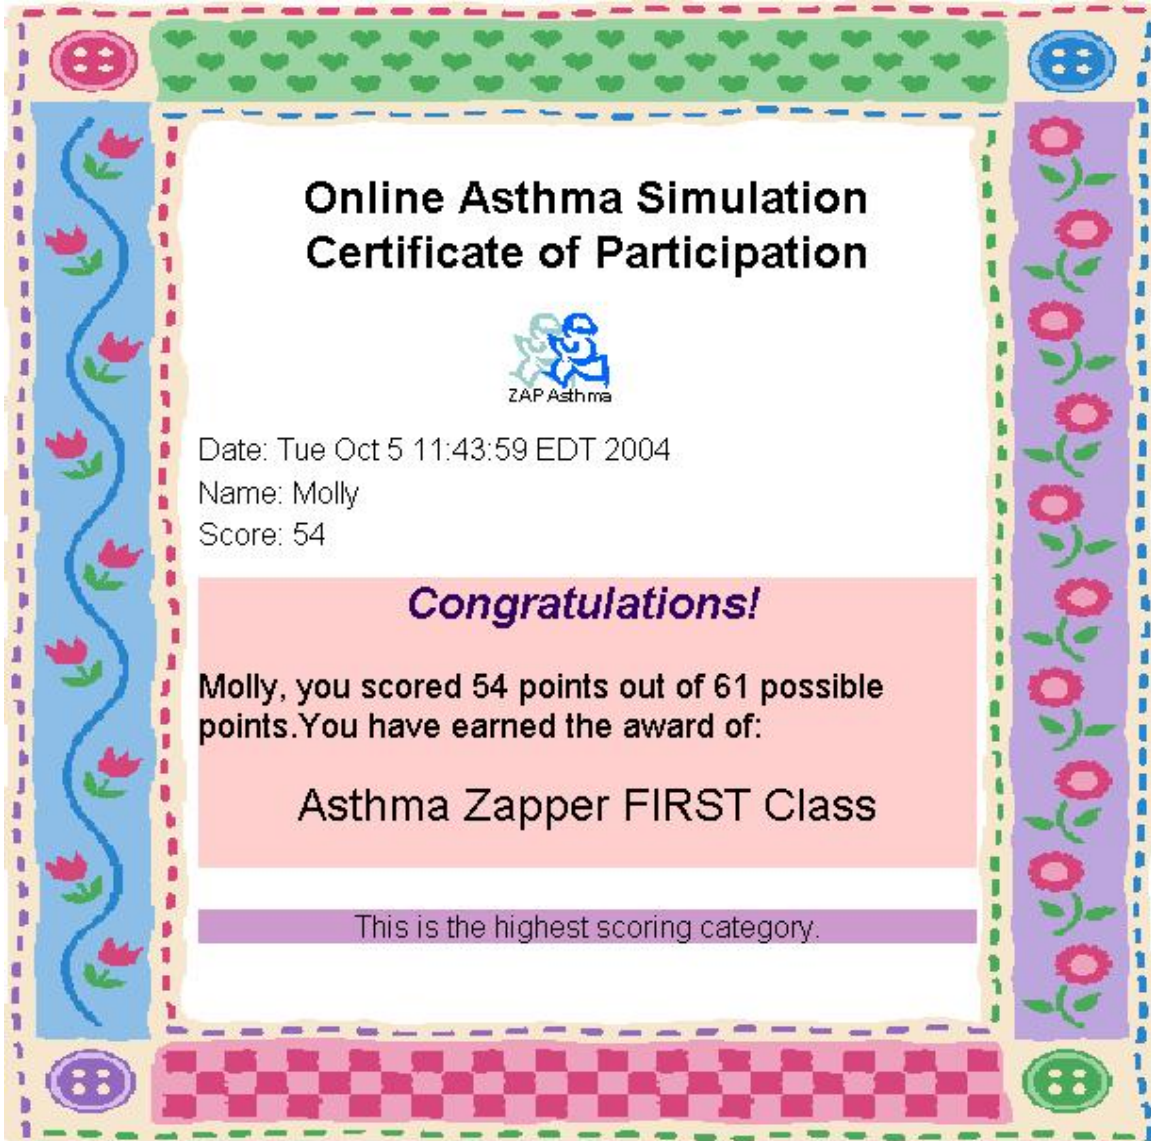 Online Asthma Simulation
Certificate of Participation
ZAP Asthma
Date: Tue Oct 5 11:43:59 EDT 2004
Name: Molly
Score: 54
Congratulations!
Molly, you scored 54 points out of 61 possible
points.You have earned the award of:
Asthma Zapper FIRST Class
This is the highest scoring category.